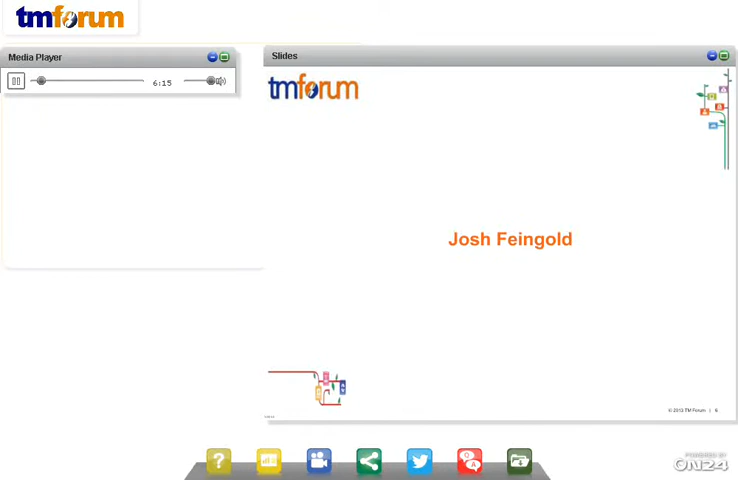 tmforum
Media Player
6:15
Slides
tmforum
Josh Feingold
© 2013 TM Forum | 6
?
Q
A
POWERED BY
ON24